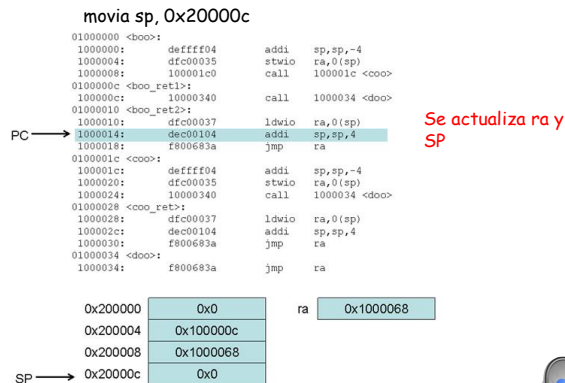 movia sp, 0x20000c
01000000 <boo>:
1000000: deffff04 addi sp,sp,-4
1000004: dfc00035 stwio ra,0(sp)
1000008: 100001c0 call 100001c <coo>
0100000c <boo_ret1>:
100000c: 10000340 call 1000034 <doo>
01000010 <boo_ret2>:
1000010: dfc00037 ldwio ra,0(sp)
PC 1000014: dec00104 addi sp,sp,4
1000018: f800683a jmp ra
0100001c <coo>:
100001c: deffff04 addi sp,sp,-4
1000020: dfc00035 stwio ra,0(sp)
1000024: 10000340 call 1000034 <doo>
01000028 <coo_ret>:
1000028: dfc00037 ldwio ra,0(sp)
100002c: dec00104 addi sp,sp,4
1000030: f800683a jmp ra
01000034 <doo>:
1000034: f800683a jmp ra
Se actualiza ra y
SP
0x200000 0x0 ra 0x1000068
0x200004 0x100000c
0x200008 0x1000068
SP 0x20000c 0x0